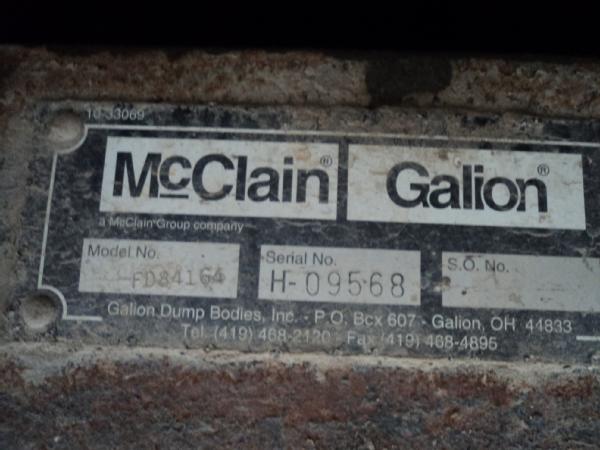 10-33069
McClain® Galion®
a McClain Group company
Model No. Serial No. S.O. No.
FD84164 H-09568
Galion Dump Bodies, Inc. - P.O. Box 607 - Galion, OH 44833
Tel. (419) 468-2120 - Fax (419) 468-4895